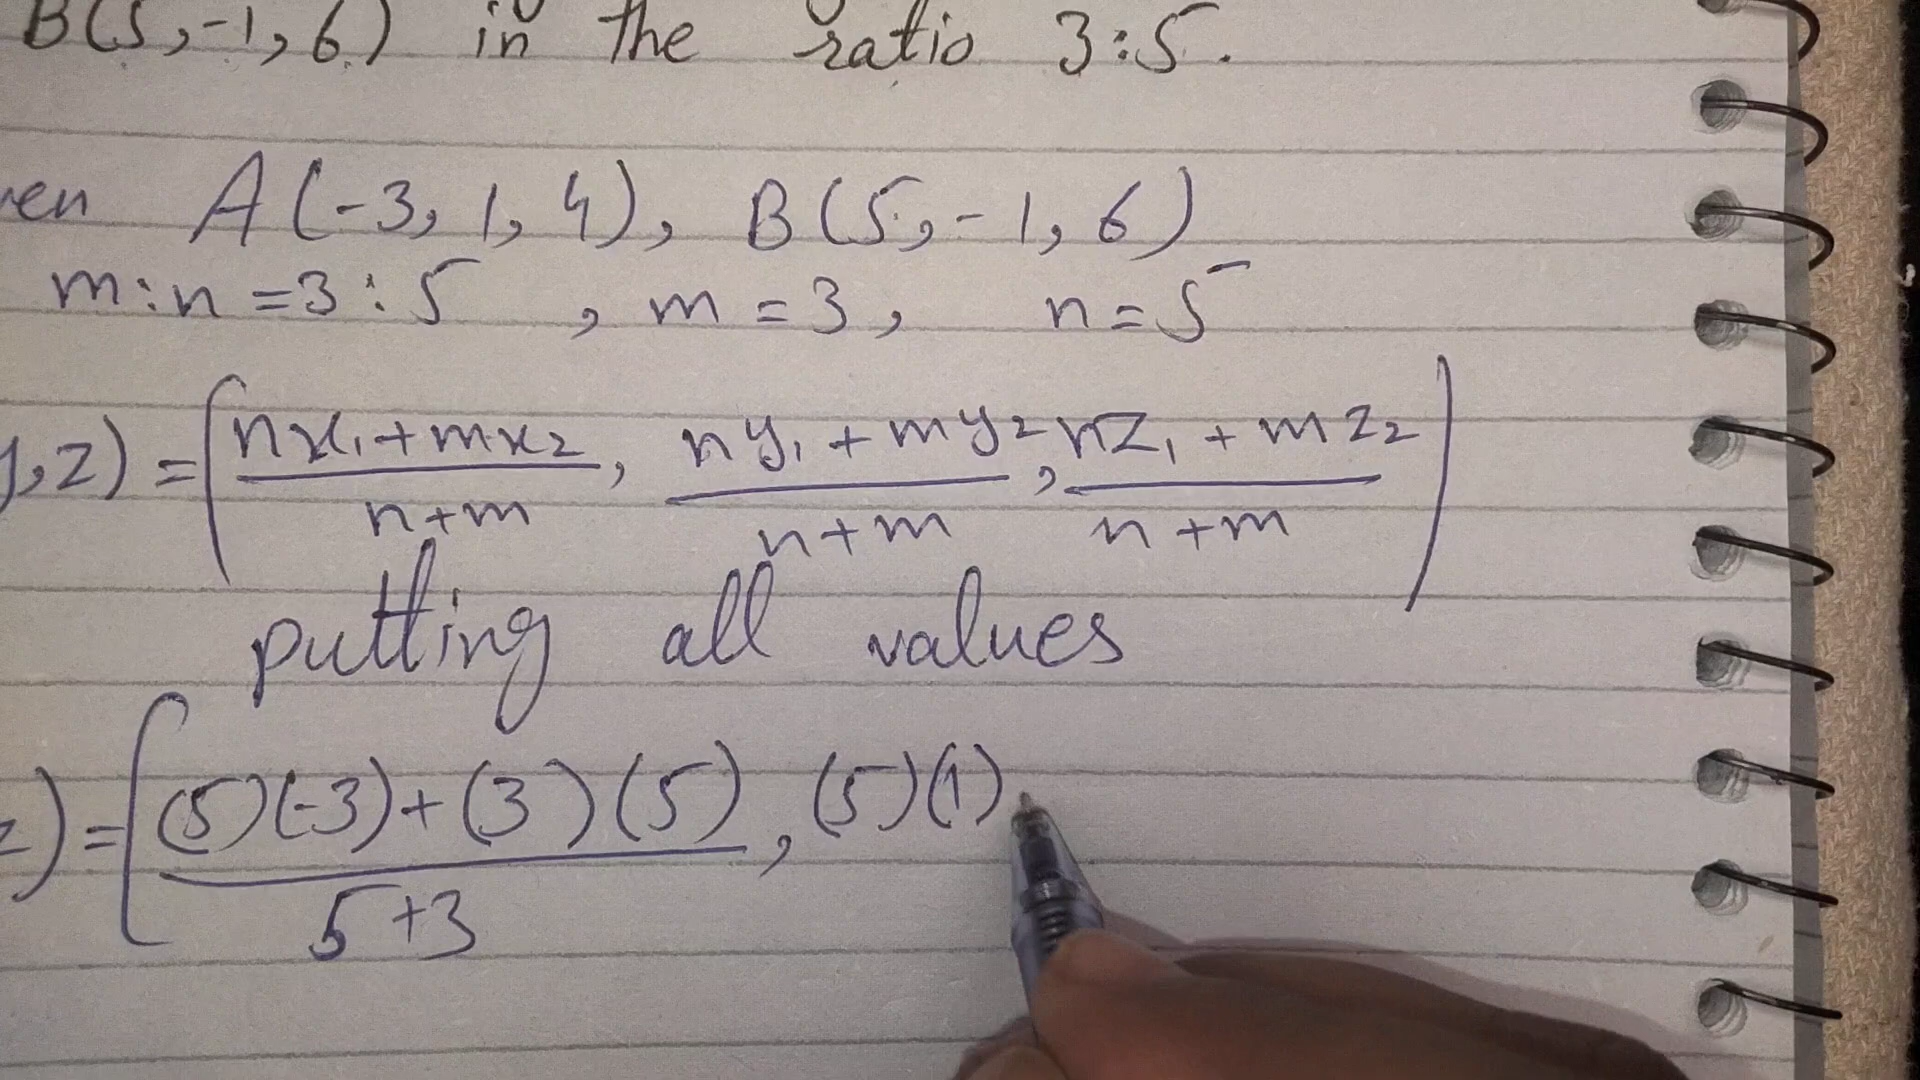 B(5,-1,6) in the ratio 3:5.
ven A(-3, 1, 4), B(5,-1,6)
m:n=3:5 , m=3, n=5
y,z) = (nx₁+mx₂/n+m, ny₁+my₂/n+m, nz₁+mz₂/n+m)
putting all values
z) = [(5)(-3)+(3)(5)/5+3, (5)(1)